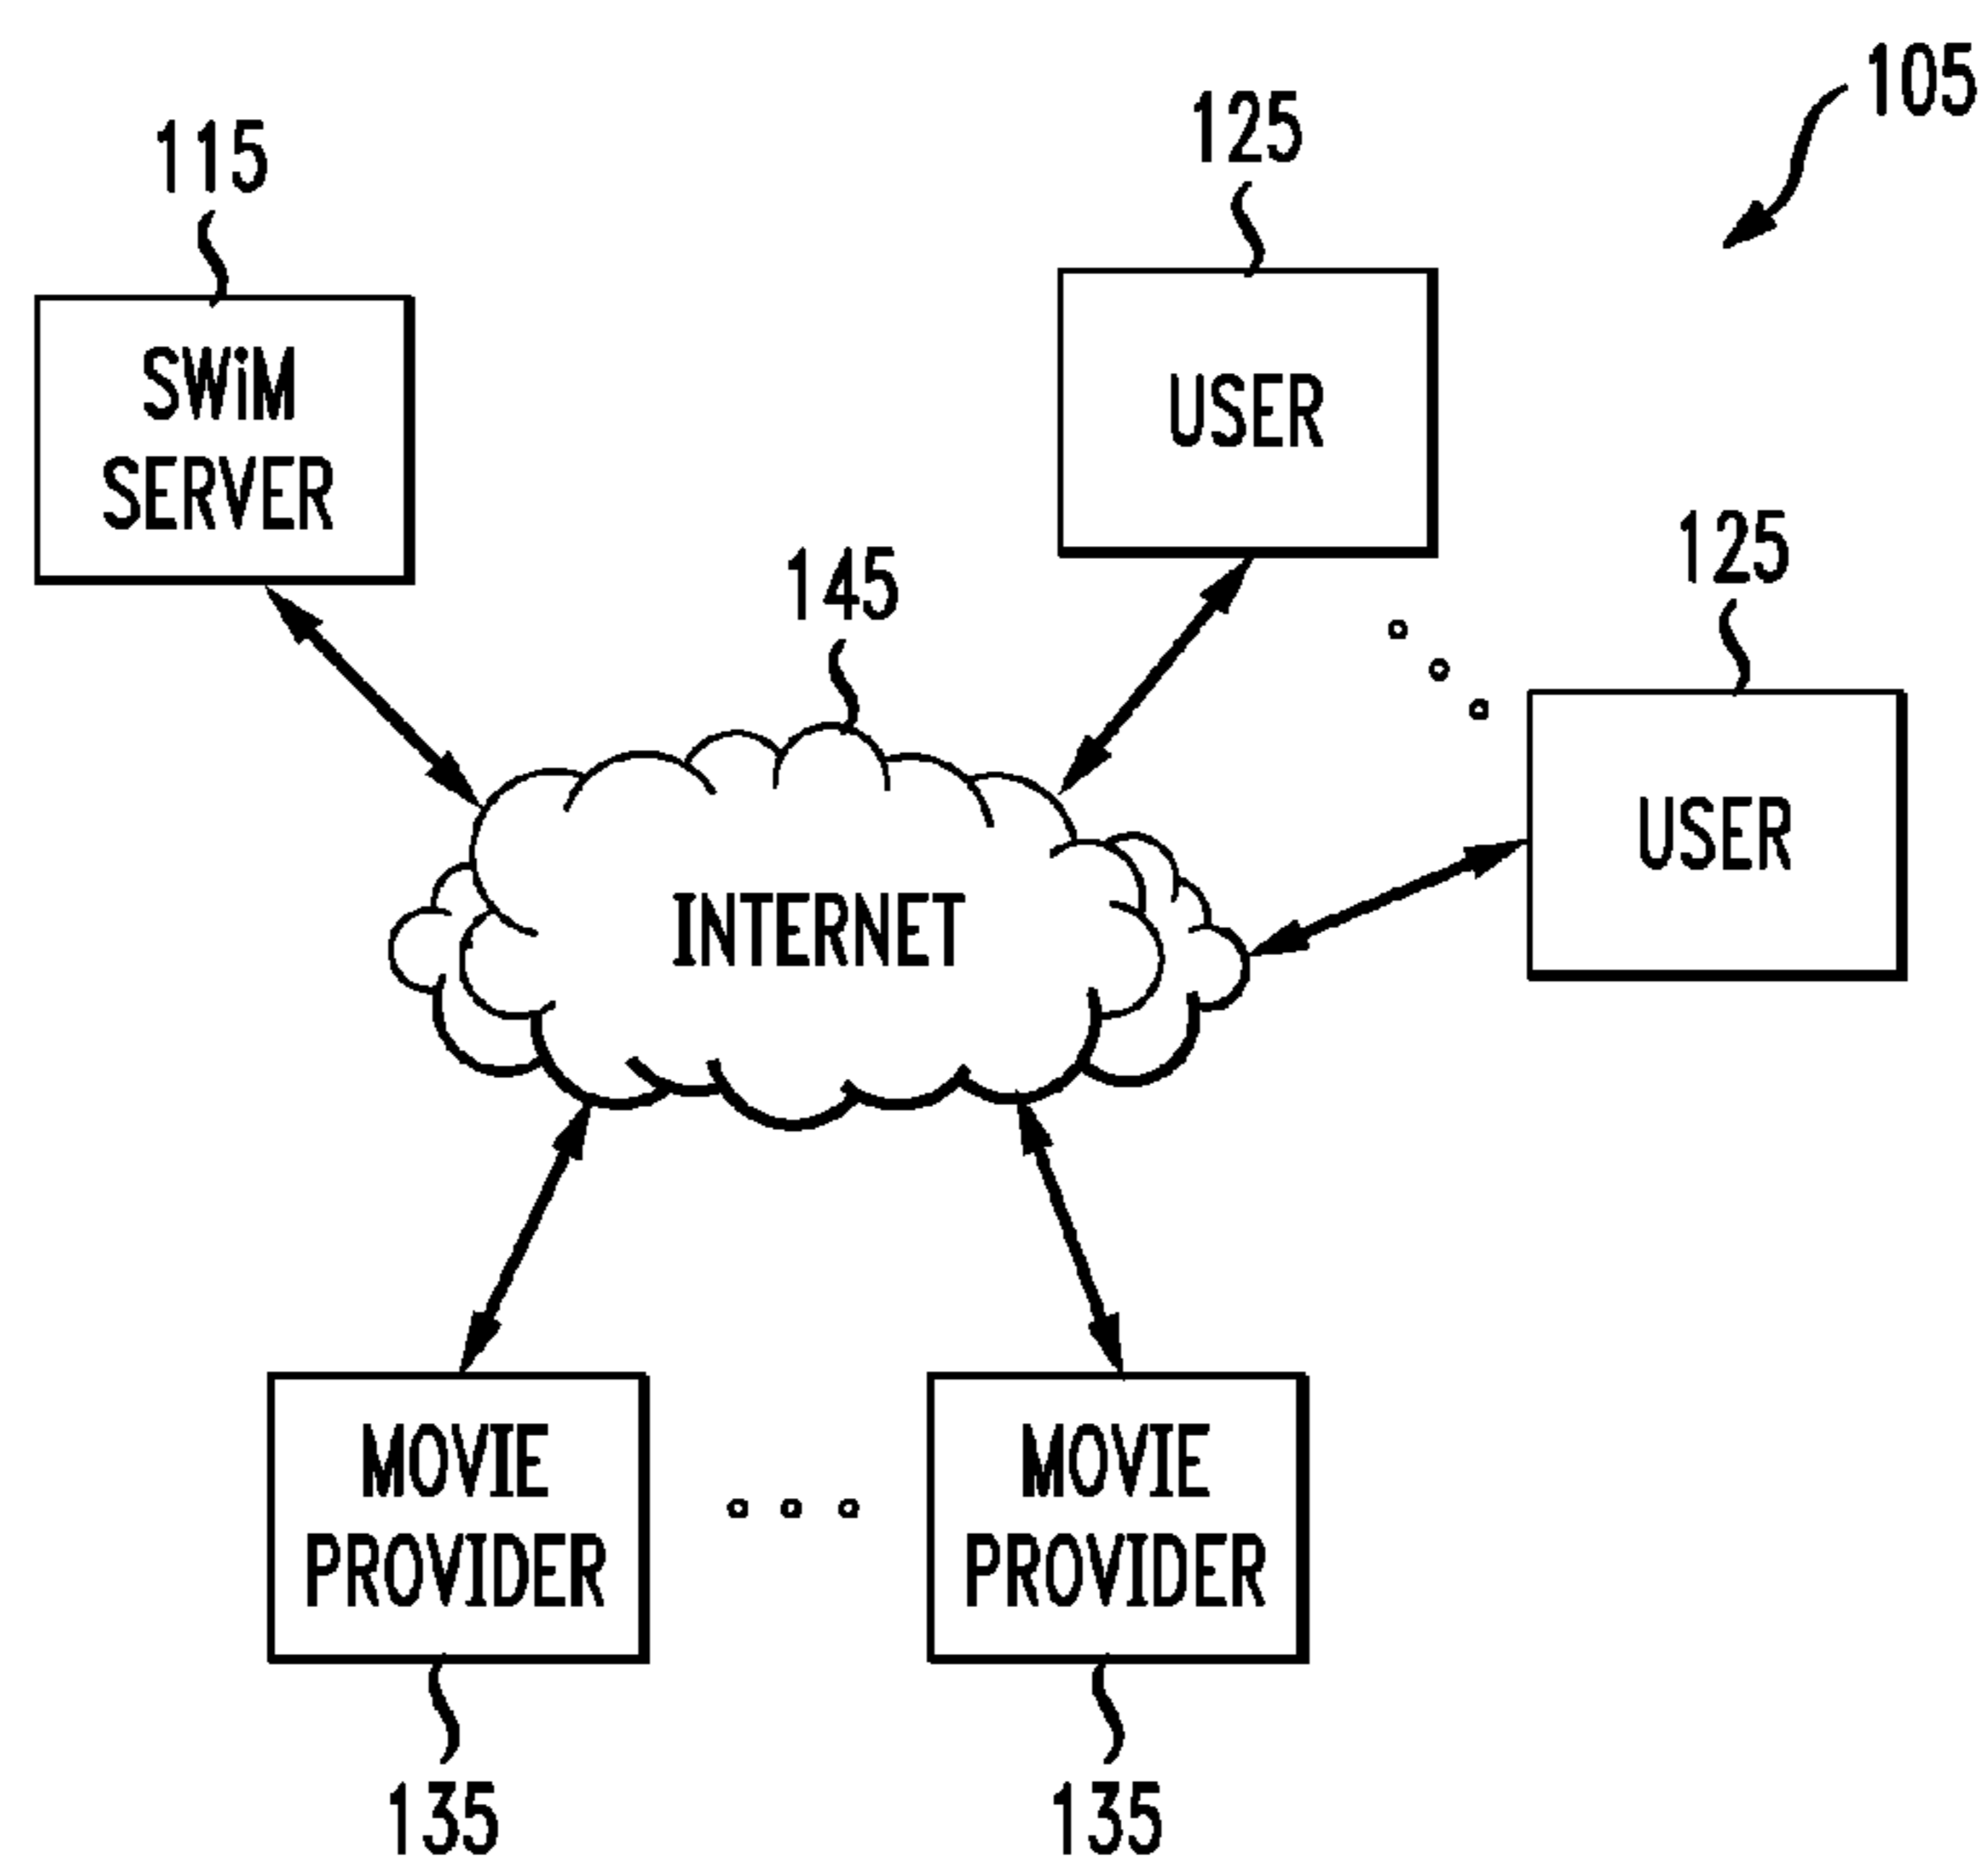 105
115
125
SWiM
SERVER
USER
145
125
USER
INTERNET
MOVIE
PROVIDER
MOVIE
PROVIDER
135
135